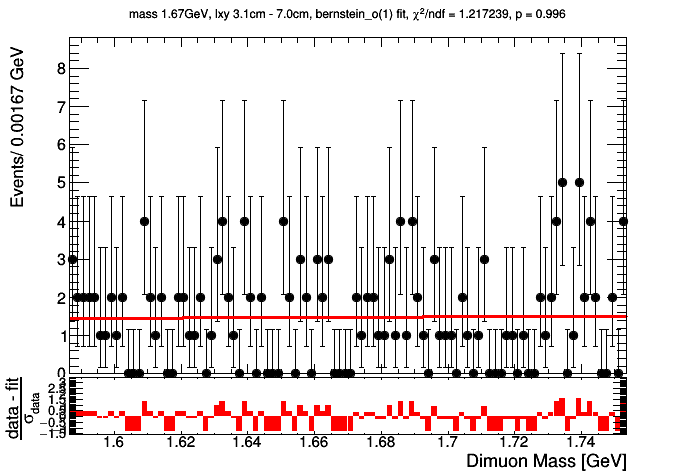 mass 1.67GeV, lxy 3.1cm - 7.0cm, bernstein_o(1) fit, χ²/ndf = 1.217239, p = 0.996
Events/ 0.00167 GeV
8
7
6
5
4
3
2
1
0
data - fit
σdata
1.6 1.62 1.64 1.66 1.68 1.7 1.72 1.74
Dimuon Mass [GeV]